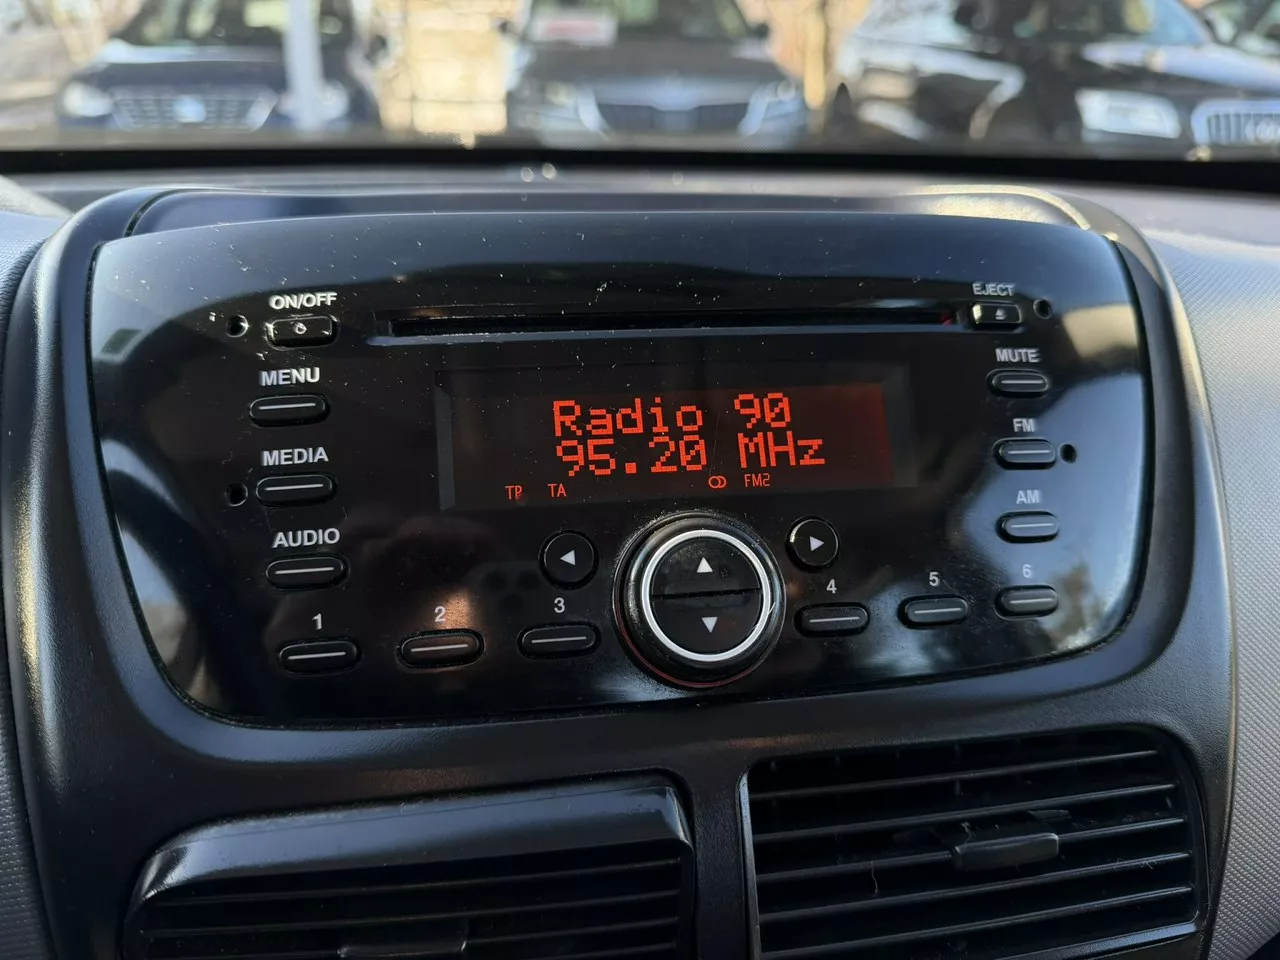 ON/OFF
EJECT
MENU
MUTE
Radio 90
95.20 MHz
TP TA FM2
MEDIA
FM
AUDIO
AM
1
2
3
4
5
6